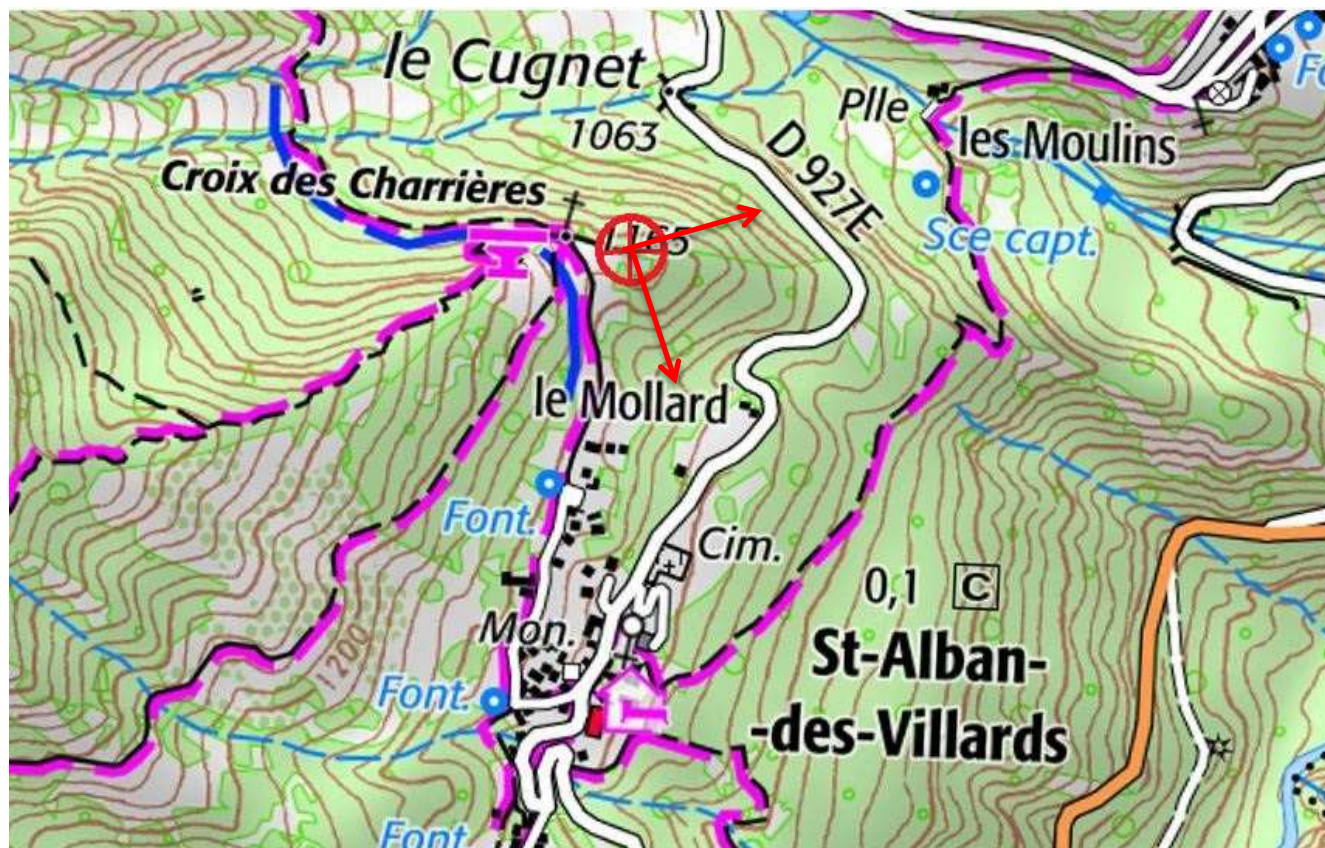 le Cugnet
1063
Plle
les Moulins
Fo
D 927E
Croix des Charrières
1165
Sce capt.
le Mollard
Font.
Cim.
0,1 C
Mon.
1200
St-Alban-
-des-Villards
Font.
Font